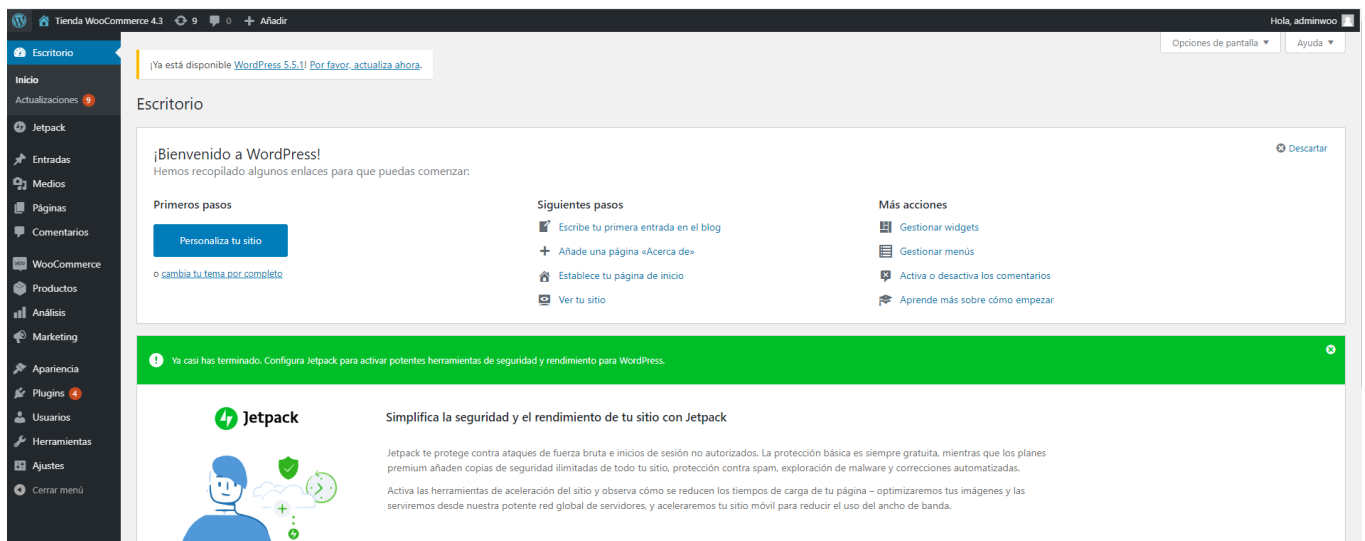 Tienda WooCommerce 4.3 9 0 Añadir Hola, adminwoo
Opciones de pantalla Ayuda
Escritorio
Inicio
Actualizaciones 9
Jetpack
Entradas
Medios
Páginas
Comentarios
WooCommerce
Productos
Análisis
Marketing
Apariencia
Plugins 4
Usuarios
Herramientas
Ajustes
Cerrar menú
¡Ya está disponible WordPress 5.5.1! Por favor, actualiza ahora.
Escritorio
¡Bienvenido a WordPress!
Descartar
Hemos recopilado algunos enlaces para que puedas comenzar:
Primeros pasos
Personaliza tu sitio
o cambia tu tema por completo
Siguientes pasos
Escribe tu primera entrada en el blog
Añade una página «Acerca de»
Establece tu página de inicio
Ver tu sitio
Más acciones
Gestionar widgets
Gestionar menús
Activa o desactiva los comentarios
Aprende más sobre cómo empezar
Ya casi has terminado. Configura Jetpack para activar potentes herramientas de seguridad y rendimiento para WordPress.
Jetpack
Simplifica la seguridad y el rendimiento de tu sitio con Jetpack
Jetpack te protege contra ataques de fuerza bruta e inicios de sesión no autorizados. La protección básica es siempre gratuita, mientras que los planes
premium añaden copias de seguridad ilimitadas de todo tu sitio, protección contra spam, exploración de malware y correcciones automatizadas.
Activa las herramientas de aceleración del sitio y observa cómo se reducen los tiempos de carga de tu página – optimizaremos tus imágenes y las
serviremos desde nuestra potente red global de servidores, y aceleraremos tu sitio móvil para reducir el uso del ancho de banda.